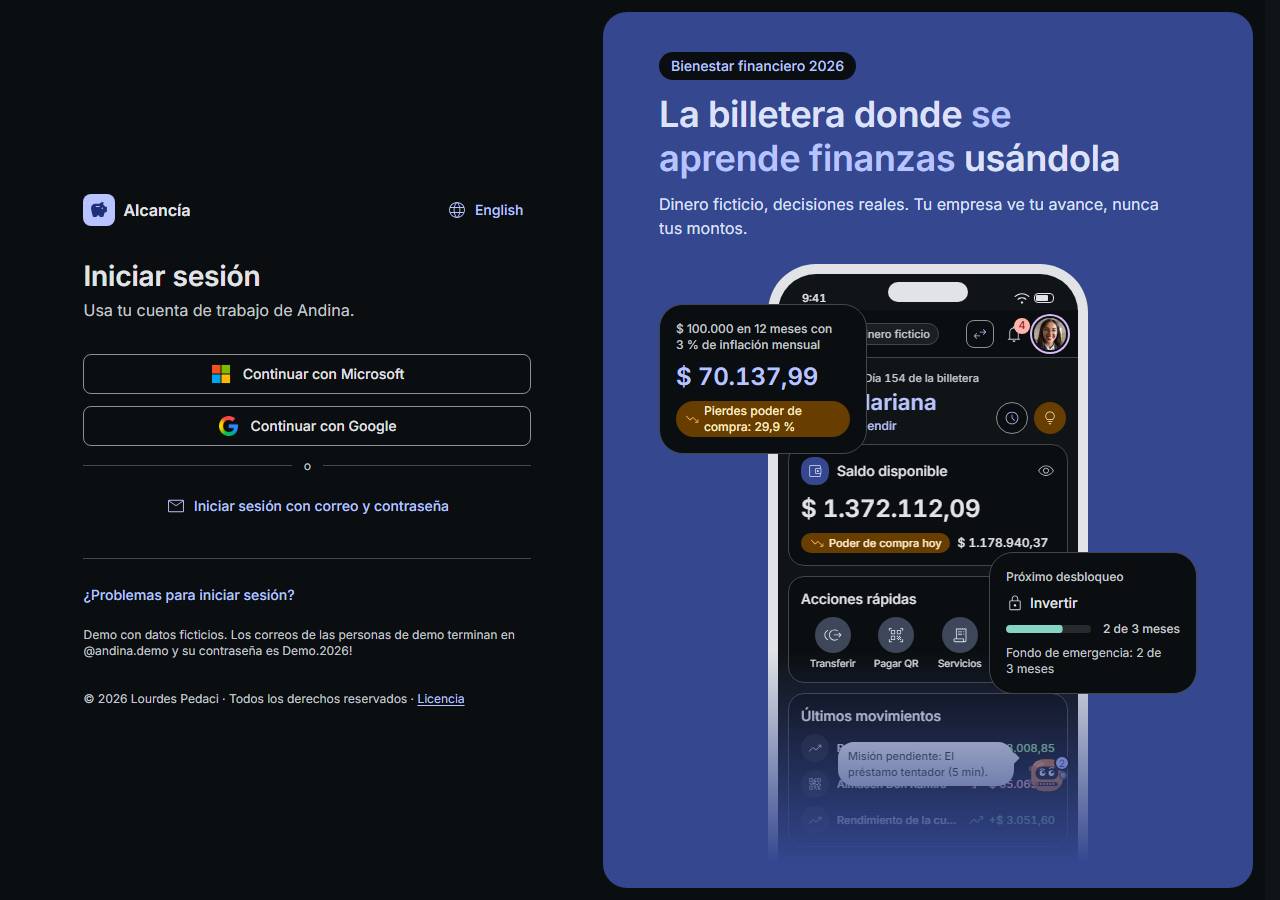 Alcancía
English
Iniciar sesión
Usa tu cuenta de trabajo de Andina.
Continuar con Microsoft
Continuar con Google
o
Iniciar sesión con correo y contraseña
¿Problemas para iniciar sesión?
Demo con datos ficticios. Los correos de las personas de demo terminan en
@andina.demo y su contraseña es Demo.2026!
© 2026 Lourdes Pedaci · Todos los derechos reservados · Licencia
Bienestar financiero 2026
La billetera donde se
aprende finanzas usándola
Dinero ficticio, decisiones reales. Tu empresa ve tu avance, nunca
tus montos.
9:41
ficticio
4
$ 100.000 en 12 meses con
3 % de inflación mensual
$ 70.137,99
Pierdes poder de
compra: 29,9 %
Día 154 de la billetera
Saldo disponible
$ 1.372.112,09
Poder de compra hoy
$ 1.178.940,37
Próximo desbloqueo
Invertir
2 de 3 meses
Fondo de emergencia: 2 de
3 meses
Acciones rápidas
Transferir
Pagar QR
Servicios
Últimos movimientos
Misión pendiente: El
préstamo tentador (5 min).
2
Rendimiento de la cu...
+$ 3.051,60